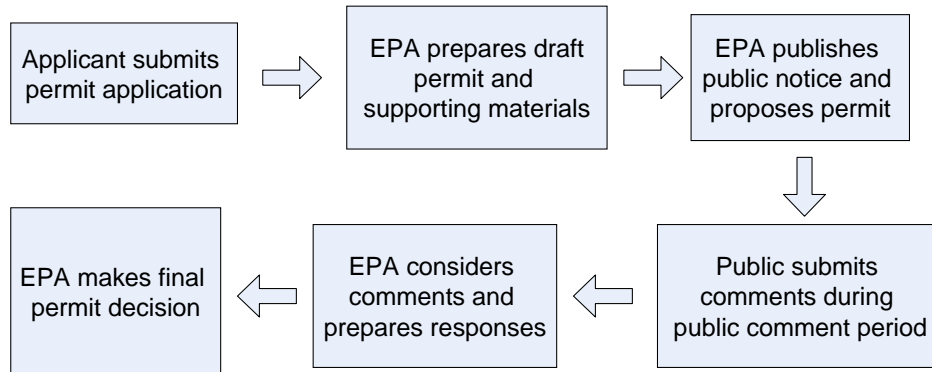 Applicant submits
permit application
EPA prepares draft
permit and
supporting materials
EPA publishes
public notice and
proposes permit
Public submits
comments during
public comment period
EPA considers
comments and
prepares responses
EPA makes final
permit decision